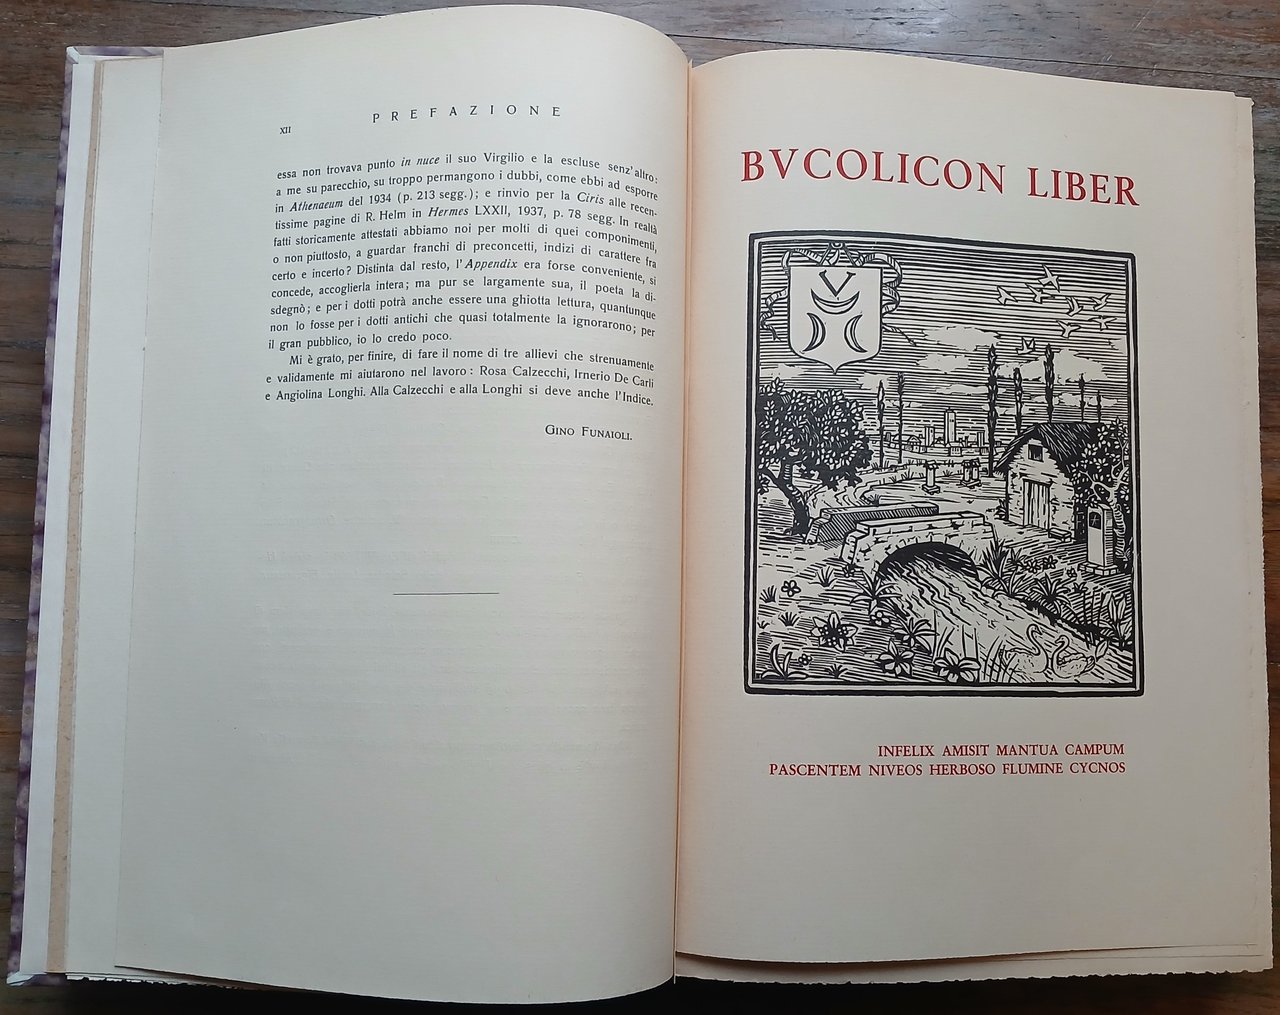 XII
PREFAZIONE
essa non trovava punto in nuce il suo Virgilio e la escluse senz'altro:
a me su parecchio, su troppo permangono i dubbi, come ebbi ad esporre
in Athenaeum del 1934 (p. 213 segg.); e rinvio per la Ciris alle recen-
tissime pagine di R. Helm in Hermes LXXII, 1937, p. 78 segg. In realtà
fatti storicamente attestati abbiamo noi per molti di quei componimenti,
o non piuttosto, a guardar franchi di preconcetti, indizi di carattere fra
certo e incerto? Distinta dal resto, l'Appendix era forse conveniente, si
concede, accoglierla intera; ma pur se largamente sua, il poeta la di-
sdegnò; e per i dotti potrà anche essere una ghiotta lettura, quantunque
non lo fosse per i dotti antichi che quasi totalmente la ignorarono; per
il gran pubblico, io lo credo poco.
Mi è grato, per finire, di fare il nome di tre allievi che strenuamente
e validamente mi aiutarono nel lavoro: Rosa Calzecchi, Irnerio De Carli
e Angiolina Longhi. Alla Calzecchi e alla Longhi si deve anche l'Indice.
GINO FUNAIOLI.
BVCOLICON LIBER
V
INFELIX AMISIT MANTUA CAMPUM
PASCENTEM NIVEOS HERBOSO FLUMINE CYCNOS